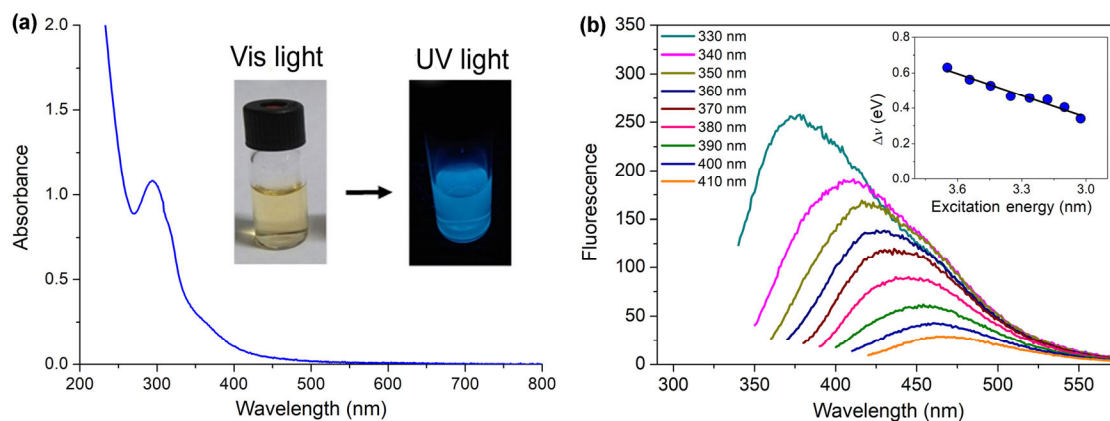 (a)
2.0
1.5
1.0
0.5
0.0
Absorbance
200 300 400 500 600 700 800
Wavelength (nm)
Vis light
UV light
(b)
350
300
250
200
150
100
50
0
Fluorescence
300 350 400 450 500 550
Wavelength (nm)
330 nm
340 nm
350 nm
360 nm
370 nm
380 nm
390 nm
400 nm
410 nm
0.8
0.6
0.4
0.2
0.0
Δν (eV)
3.6 3.3 3.0
Excitation energy (nm)